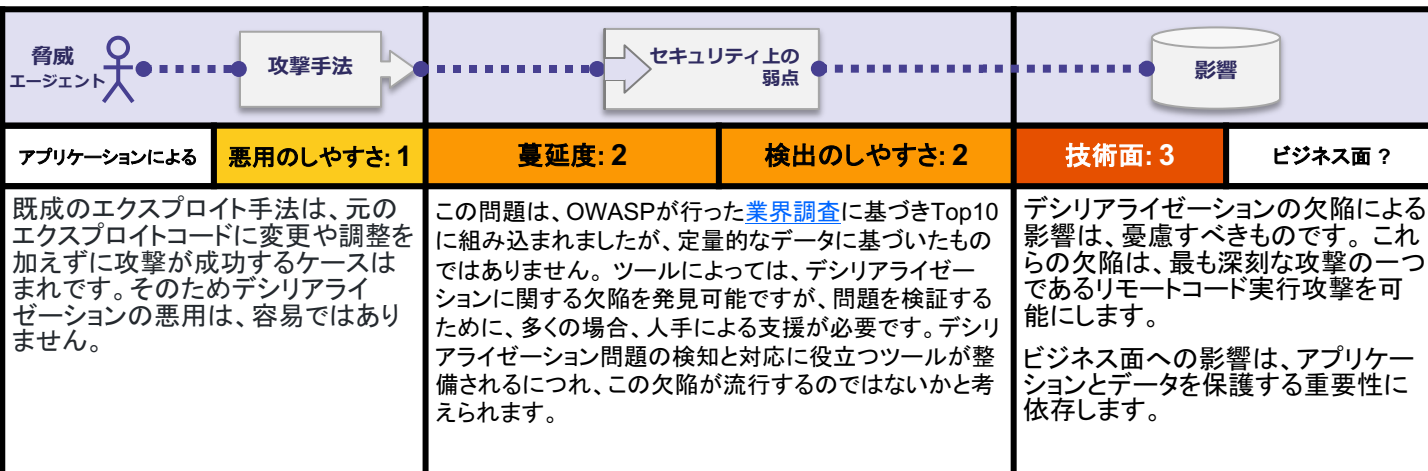 脅威
エージェント
攻撃手法
セキュリティ上の
弱点
影響
アプリケーションによる
悪用のしやすさ: 1
蔓延度: 2
検出のしやすさ: 2
技術面: 3
ビジネス面 ?
既成のエクスプロイト手法は、元の
エクスプロイトコードに変更や調整を
加えずに攻撃が成功するケースは
まれです。そのためデシリアライ
ゼーションの悪用は、容易ではあり
ません。
この問題は、OWASPが行った業界調査に基づきTop10
に組み込まれましたが、定量的なデータに基づいたもの
ではありません。ツールによっては、デシリアライゼー
ションに関する欠陥を発見可能ですが、問題を検証する
ために、多くの場合、人手による支援が必要です。デシリ
アライゼーション問題の検知と対応に役立つツールが整
備されるにつれ、この欠陥が流行するのではないかと考
えられます。
デシリアライゼーションの欠陥による
影響は、憂慮すべきものです。これ
らの欠陥は、最も深刻な攻撃の一つ
であるリモートコード実行攻撃を可
能にします。
ビジネス面への影響は、アプリケー
ションとデータを保護する重要性に
依存します。